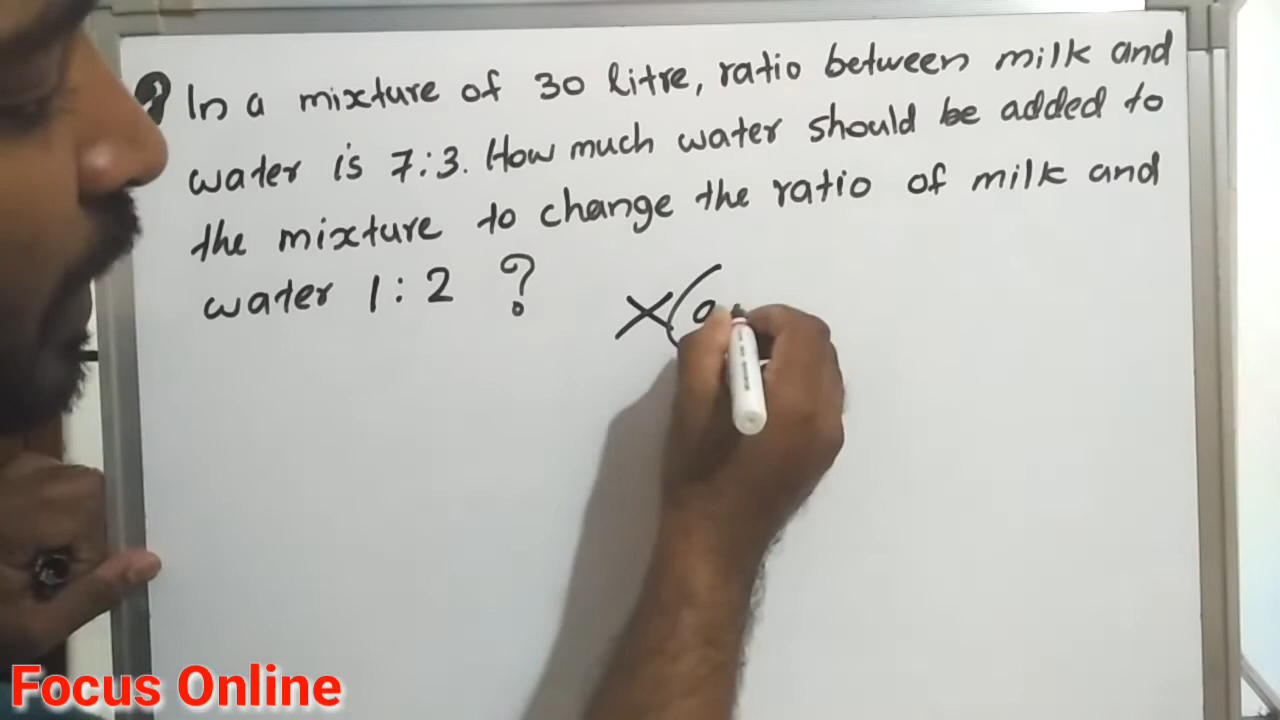 In a mixture of 30 litre, ratio between milk and
water is 7:3. How much water should be added to
the mixture to change the ratio of milk and
water 1:2 ?
X(a
Focus Online